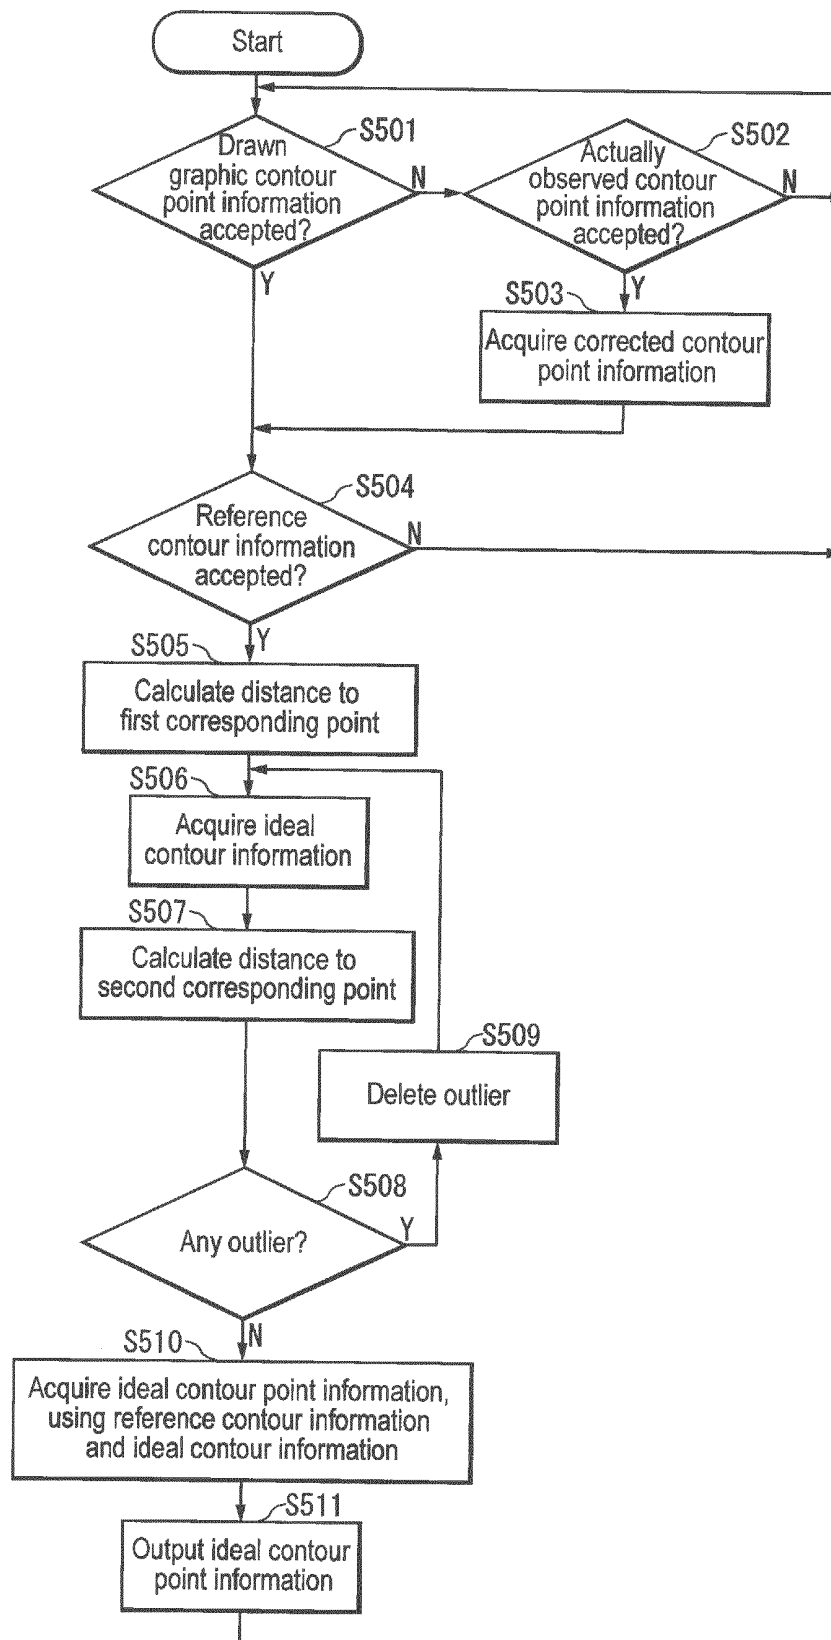 Start
S501
Drawn
graphic contour
point information
accepted?
N
Y
S502
Actually
observed contour
point information
accepted?
N
Y
S503
Acquire corrected contour
point information
S504
Reference
contour information
accepted?
N
Y
S505
Calculate distance to
first corresponding point
S506
Acquire ideal
contour information
S507
Calculate distance to
second corresponding point
S509
Delete outlier
S508
Any outlier?
Y
N
S510
Acquire ideal contour point information,
using reference contour information
and ideal contour information
S511
Output ideal contour
point information